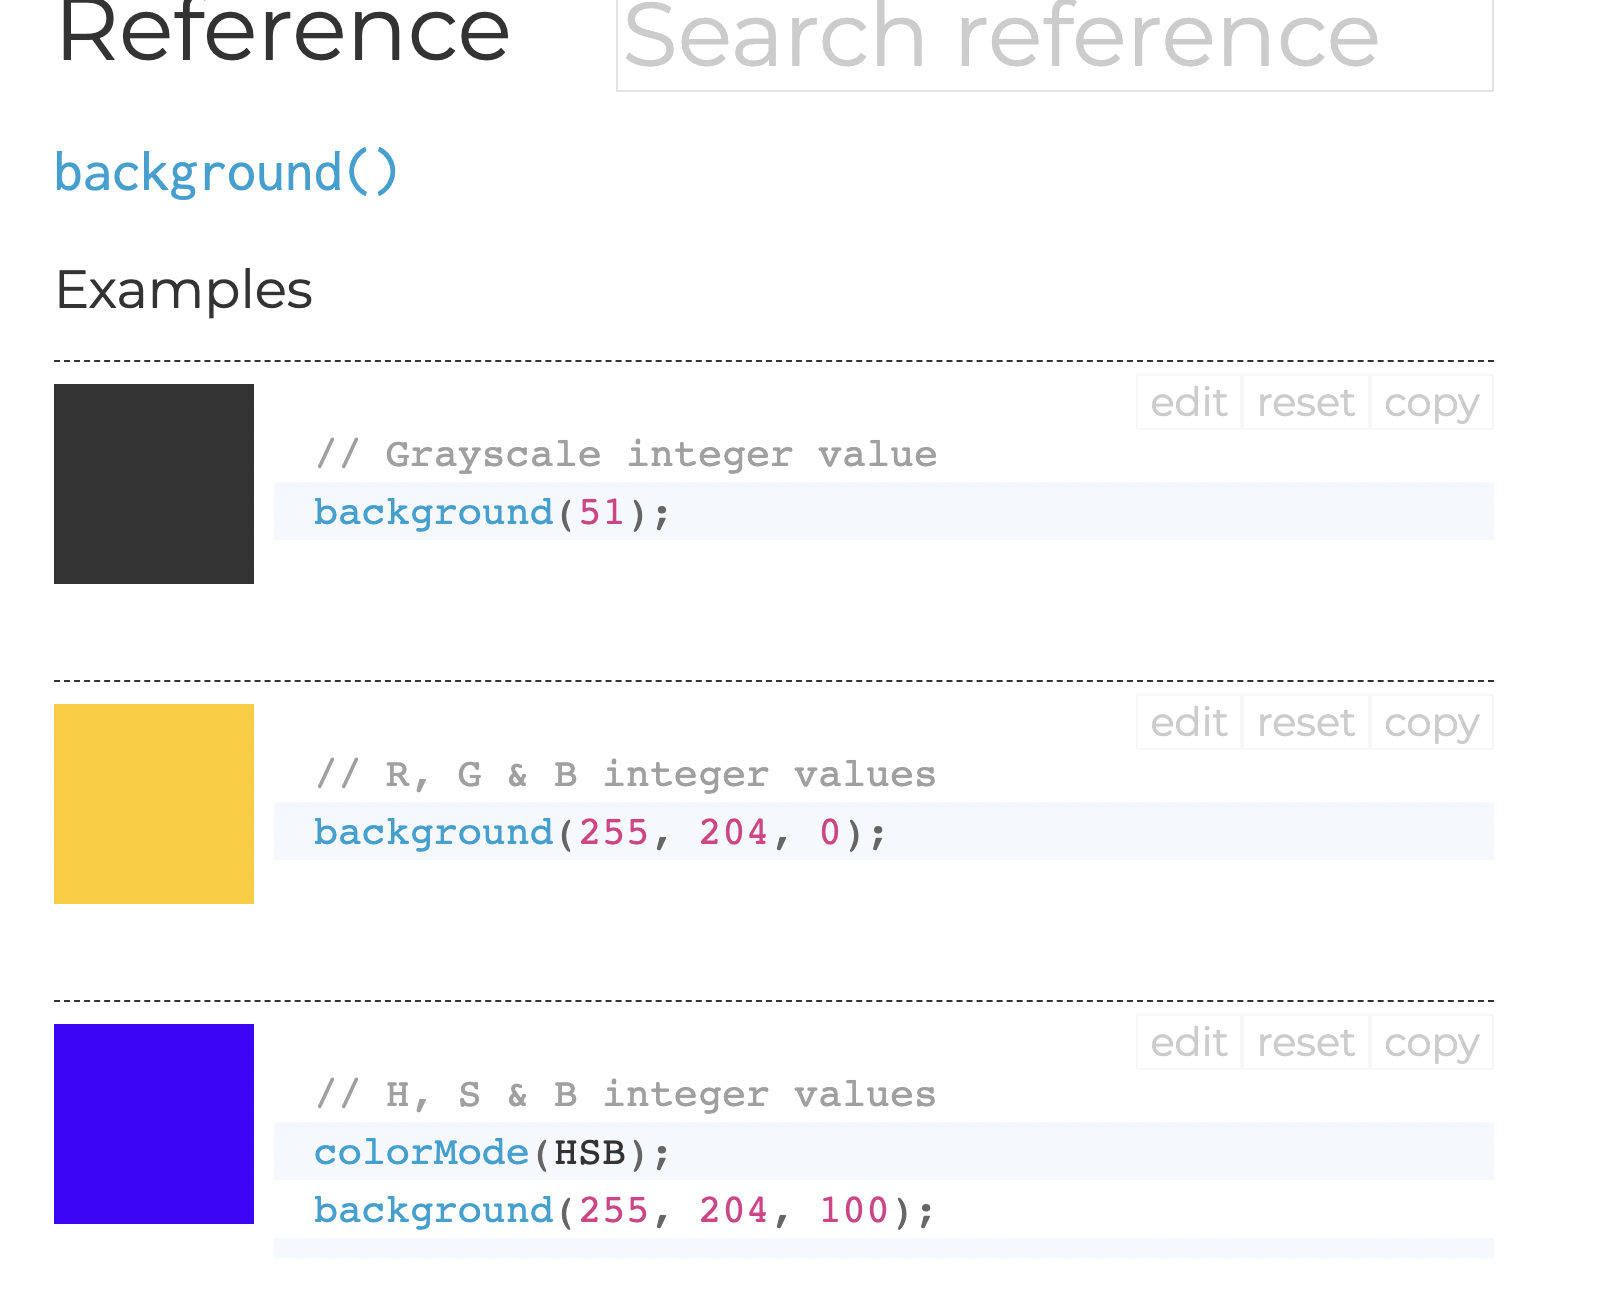 Reference
Search reference
background()
Examples
edit reset copy
// Grayscale integer value
background(51);
edit reset copy
// R, G & B integer values
background(255, 204, 0);
edit reset copy
// H, S & B integer values
colorMode(HSB);
background(255, 204, 100);